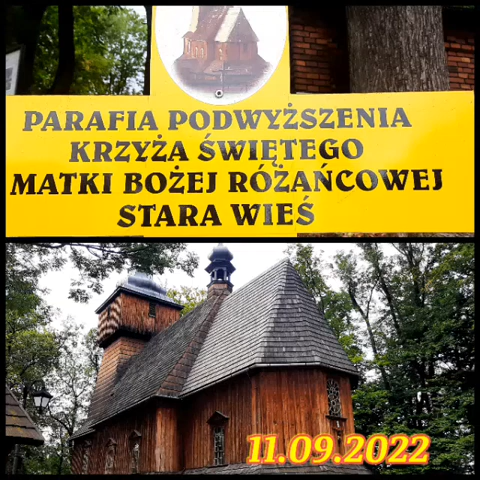 PARAFIA PODWYŻSZENIA
KRZYŻA ŚWIĘTEGO
MATKI BOŻEJ RÓŻAŃCOWEJ
STARA WIEŚ
11.09.2022